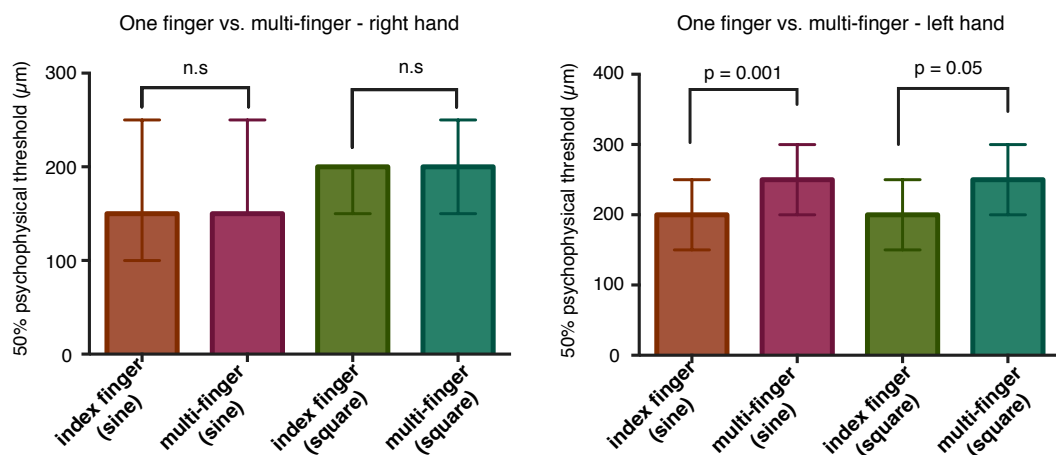 One finger vs. multi-finger - right hand
50% psychophysical threshold (µm)
300
200
100
0
n.s
n.s
index finger
(sine)
multi-finger
(sine)
index finger
(square)
multi-finger
(square)
One finger vs. multi-finger - left hand
50% psychophysical threshold (µm)
400
300
200
100
0
p = 0.001
p = 0.05
index finger
(sine)
multi-finger
(sine)
index finger
(square)
multi-finger
(square)